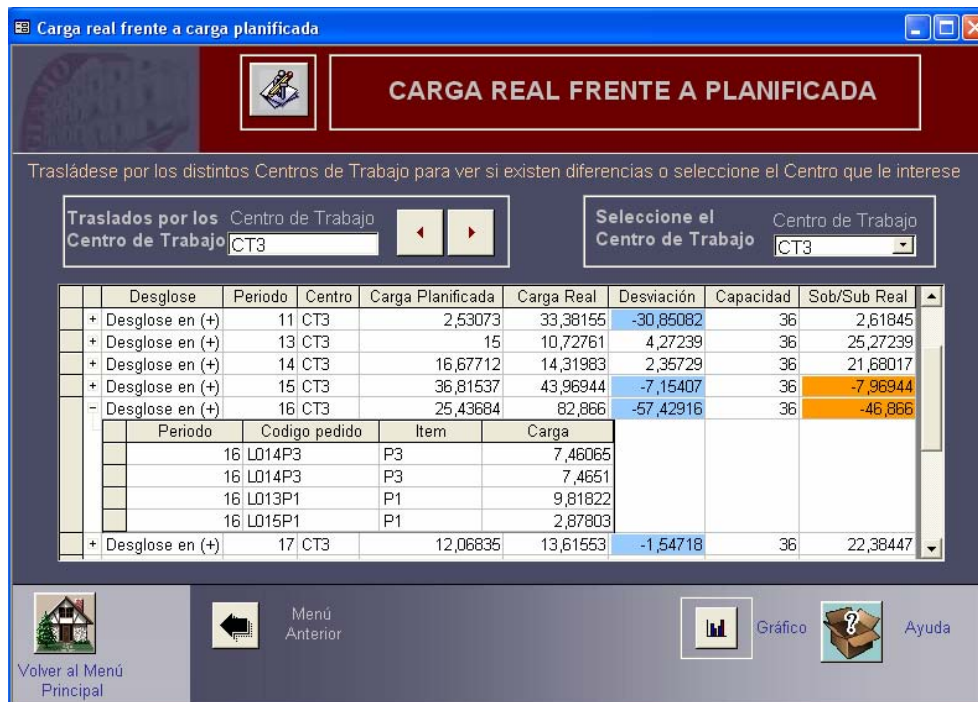 Carga real frente a carga planificada
CARGA REAL FRENTE A PLANIFICADA
Trasládese por los distintos Centros de Trabajo para ver si existen diferencias o seleccione el Centro que le interese
Traslados por los Centro de Trabajo
Centro de Trabajo CT3
Seleccione el Centro de Trabajo
Centro de Trabajo CT3
Desglose Periodo Centro Carga Planificada Carga Real Desviación Capacidad Sob/Sub Real
+ Desglose en (+) 11 CT3 2,53073 33,38155 -30,85082 36 2,61845
+ Desglose en (+) 13 CT3 15 10,72761 4,27239 36 25,27239
+ Desglose en (+) 14 CT3 16,67712 14,31983 2,35729 36 21,68017
+ Desglose en (+) 15 CT3 36,81537 43,96944 -7,15407 36 -7,96944
- Desglose en (+) 16 CT3 25,43684 82,866 -57,42916 36 -46,866
Periodo Codigo pedido Item Carga
16 L014P3 P3 7,46065
16 L014P3 P3 7,4651
16 L013P1 P1 9,81822
16 L015P1 P1 2,87803
+ Desglose en (+) 17 CT3 12,06835 13,61553 -1,54718 36 22,38447
Volver al Menú
Principal
Menú
Anterior
Gráfico
Ayuda